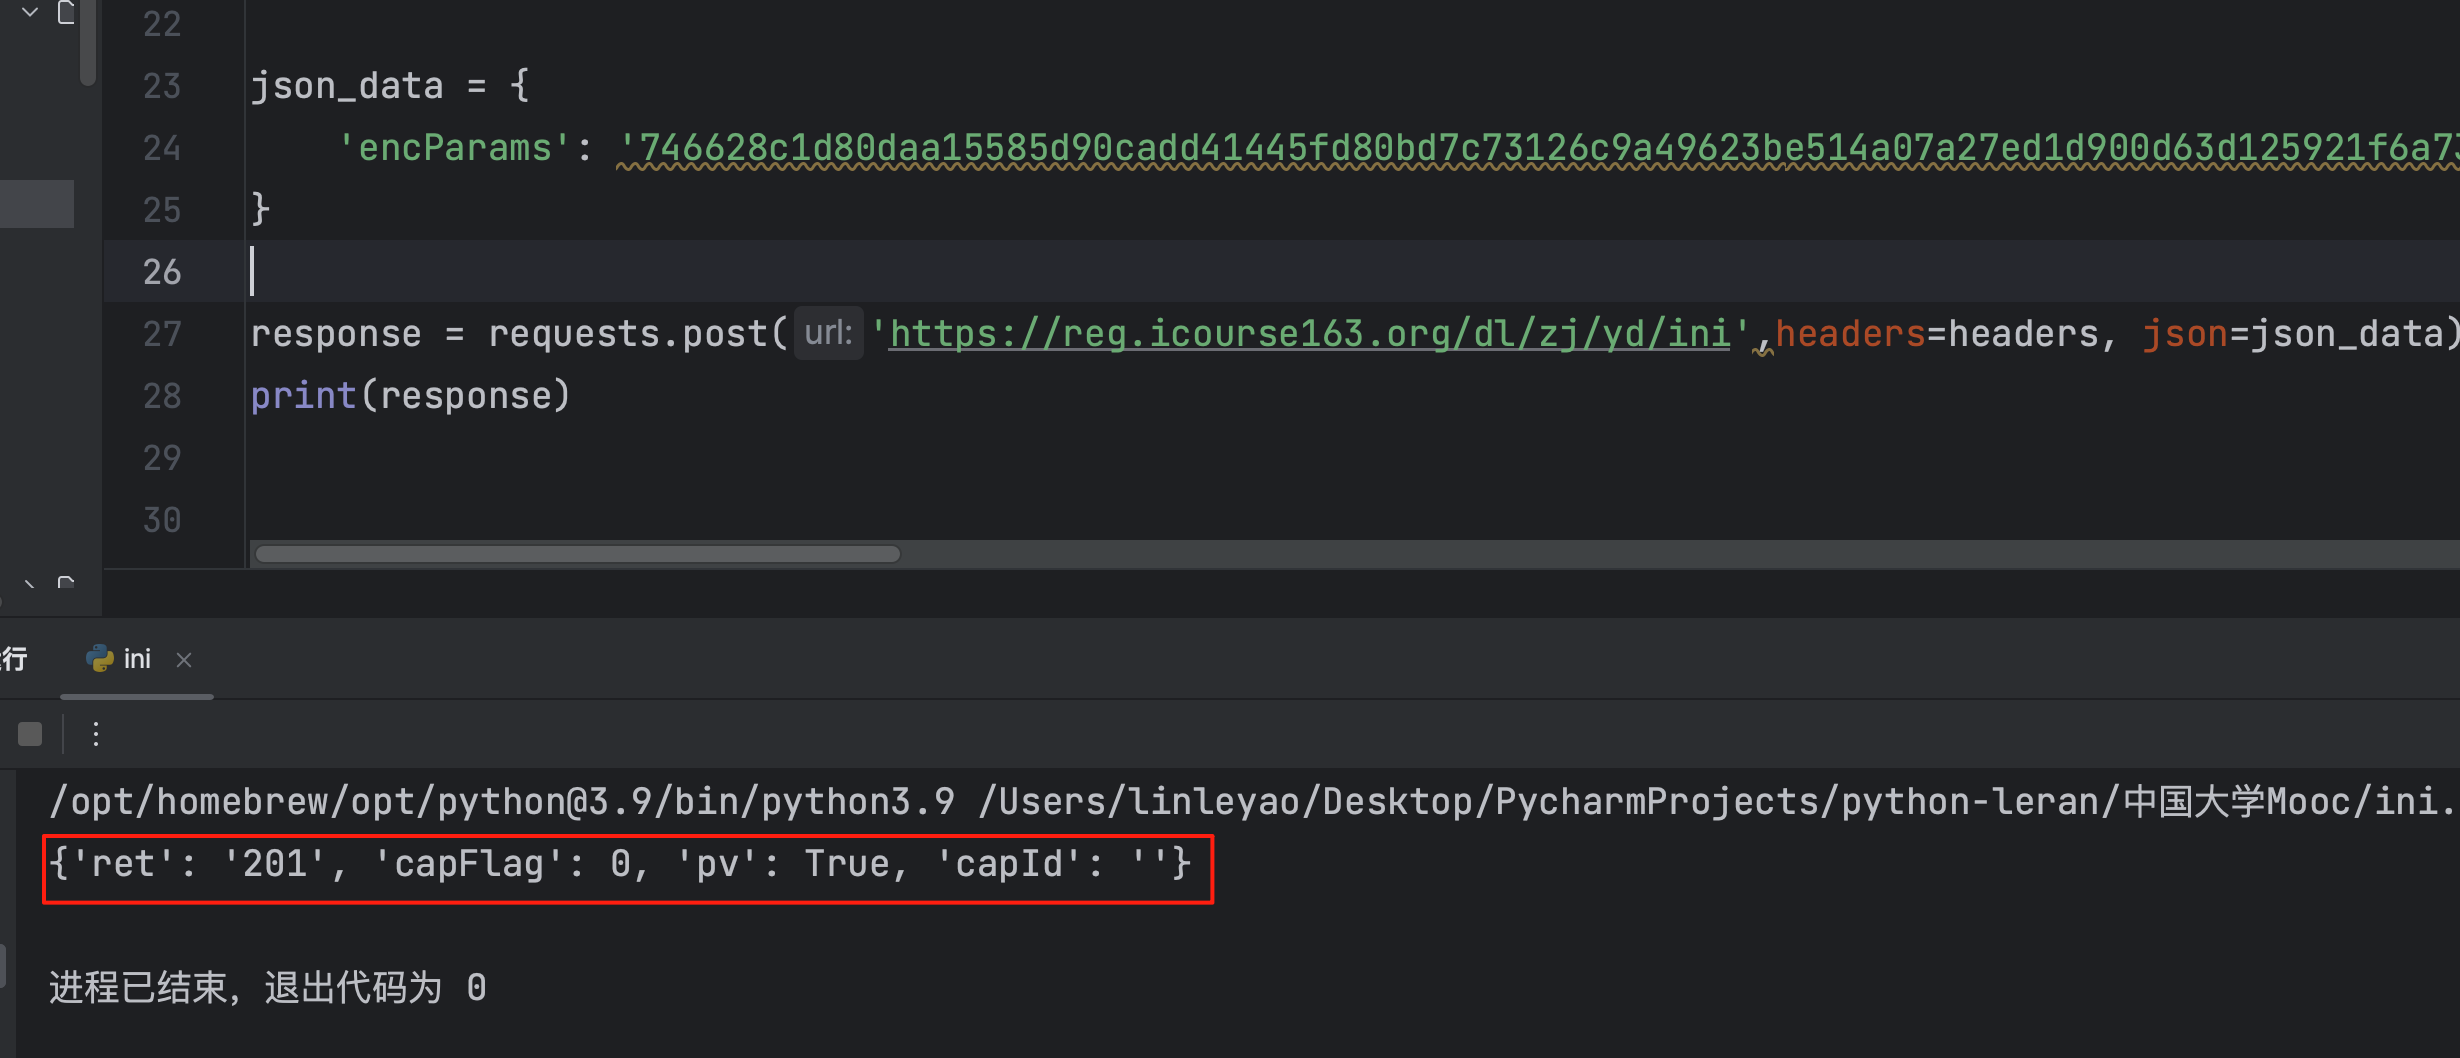 22
23 json_data = {
24 'encParams': '746628c1d80daa15585d90cadd41445fd80bd7c73126c9a49623be514a07a27ed1d900d63d125921f6a7
25 }
26
27 response = requests.post( url: 'https://reg.icourse163.org/dl/zj/yd/ini',headers=headers, json=json_data)
28 print(response)
29
30
行 ini
/opt/homebrew/opt/python@3.9/bin/python3.9 /Users/linleyao/Desktop/PycharmProjects/python-leran/中国大学Mooc/ini.
{'ret': '201', 'capFlag': 0, 'pv': True, 'capId': ''}
进程已结束，退出代码为 0